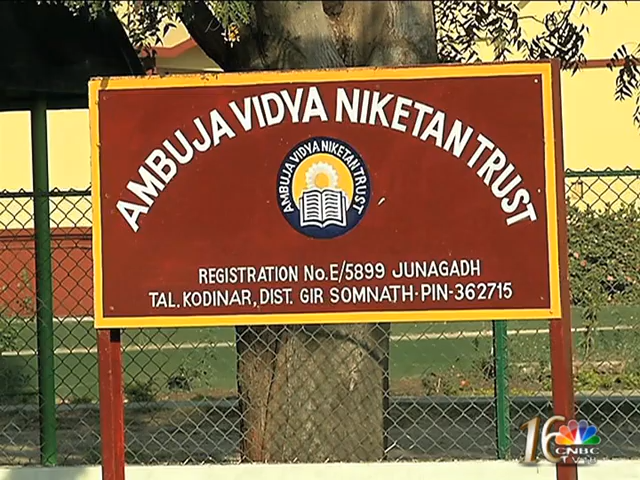 AMBUJA VIDYA NIKETAN TRUST
AMBUJA VIDYA NIKETAN
TRUST
REGISTRATION No.E/5899 JUNAGADH
TAL. KODINAR, DIST. GIR SOMNATH-PIN-362715
16
CNBC
TV18